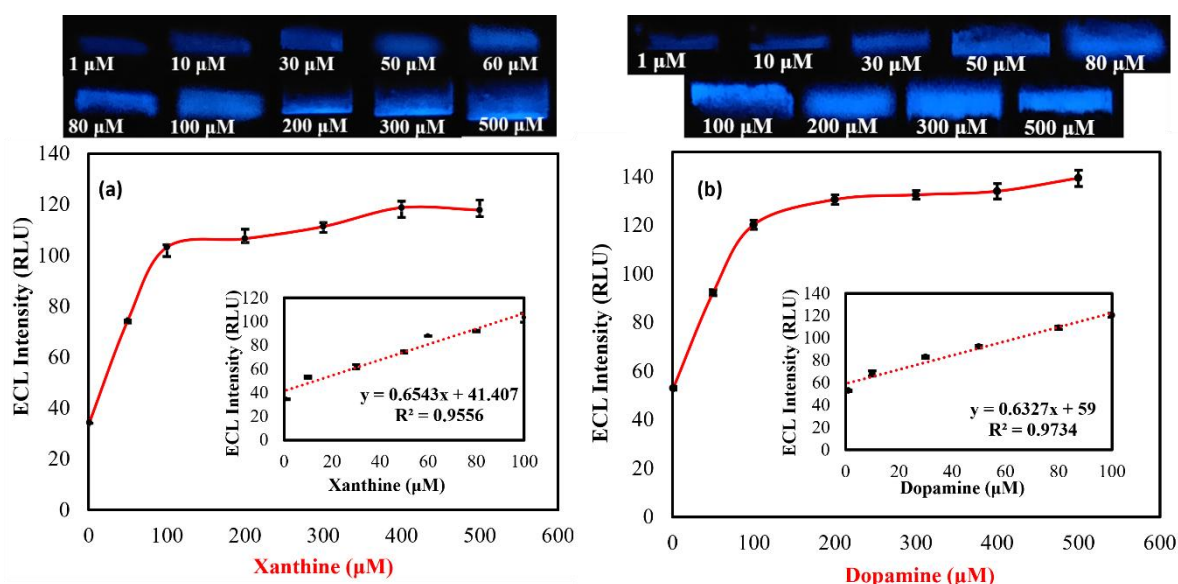 1 µM 10 µM 30 µM 50 µM 60 µM
80 µM 100 µM 200 µM 300 µM 500 µM
140
120
100
80
60
40
20
0
ECL Intensity (RLU)
(a)
120
100
80
60
40
20
0
ECL Intensity (RLU)
y = 0.6543x + 41.407
R² = 0.9556
0 20 40 60 80 100
Xanthine (µM)
0 100 200 300 400 500 600
Xanthine (µM)
1 µM 10 µM 30 µM 50 µM 80 µM
100 µM 200 µM 300 µM 500 µM
140
120
100
80
60
40
20
0
ECL Intensity (RLU)
(b)
140
120
100
80
60
40
20
0
ECL Intensity (RLU)
y = 0.6327x + 59
R² = 0.9734
0 20 40 60 80 100
Dopamine (µM)
0 100 200 300 400 500 600
Dopamine (µM)